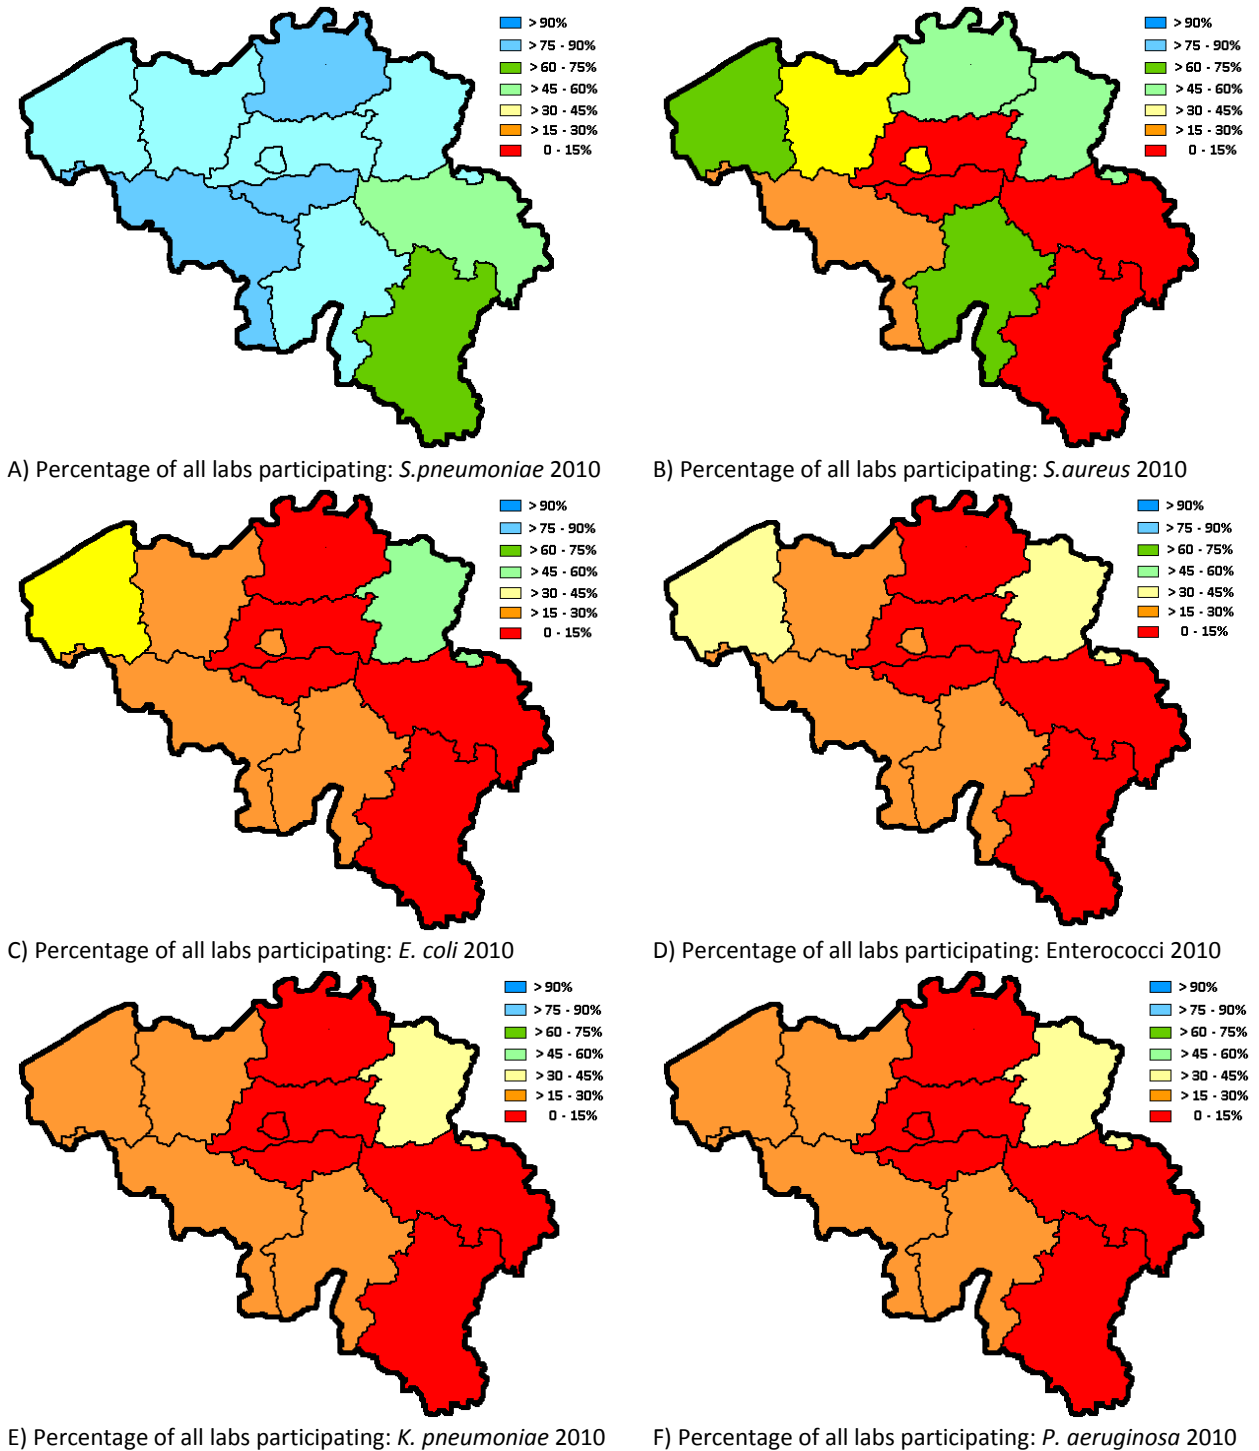 > 90%
> 75 - 90%
> 60 - 75%
> 45 - 60%
> 30 - 45%
> 15 - 30%
0 - 15%
> 90%
> 75 - 90%
> 60 - 75%
> 45 - 60%
> 30 - 45%
> 15 - 30%
0 - 15%
A) Percentage of all labs participating: S.pneumoniae 2010
B) Percentage of all labs participating: S.aureus 2010
> 90%
> 75 - 90%
> 60 - 75%
> 45 - 60%
> 30 - 45%
> 15 - 30%
0 - 15%
> 90%
> 75 - 90%
> 60 - 75%
> 45 - 60%
> 30 - 45%
> 15 - 30%
0 - 15%
C) Percentage of all labs participating: E. coli 2010
D) Percentage of all labs participating: Enterococci 2010
> 90%
> 75 - 90%
> 60 - 75%
> 45 - 60%
> 30 - 45%
> 15 - 30%
0 - 15%
> 90%
> 75 - 90%
> 60 - 75%
> 45 - 60%
> 30 - 45%
> 15 - 30%
0 - 15%
E) Percentage of all labs participating: K. pneumoniae 2010
F) Percentage of all labs participating: P. aeruginosa 2010